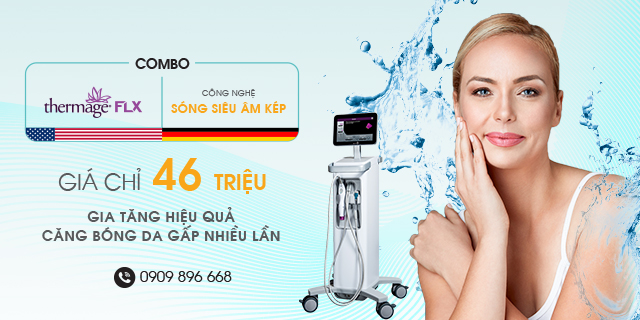 COMBO
thermage® FLX
CÔNG NGHỆ
SÓNG SIÊU ÂM KÉP
GIÁ CHỈ 46 TRIỆU
GIA TĂNG HIỆU QUẢ
CĂNG BÓNG DA GẤP NHIỀU LẦN
0909 896 668